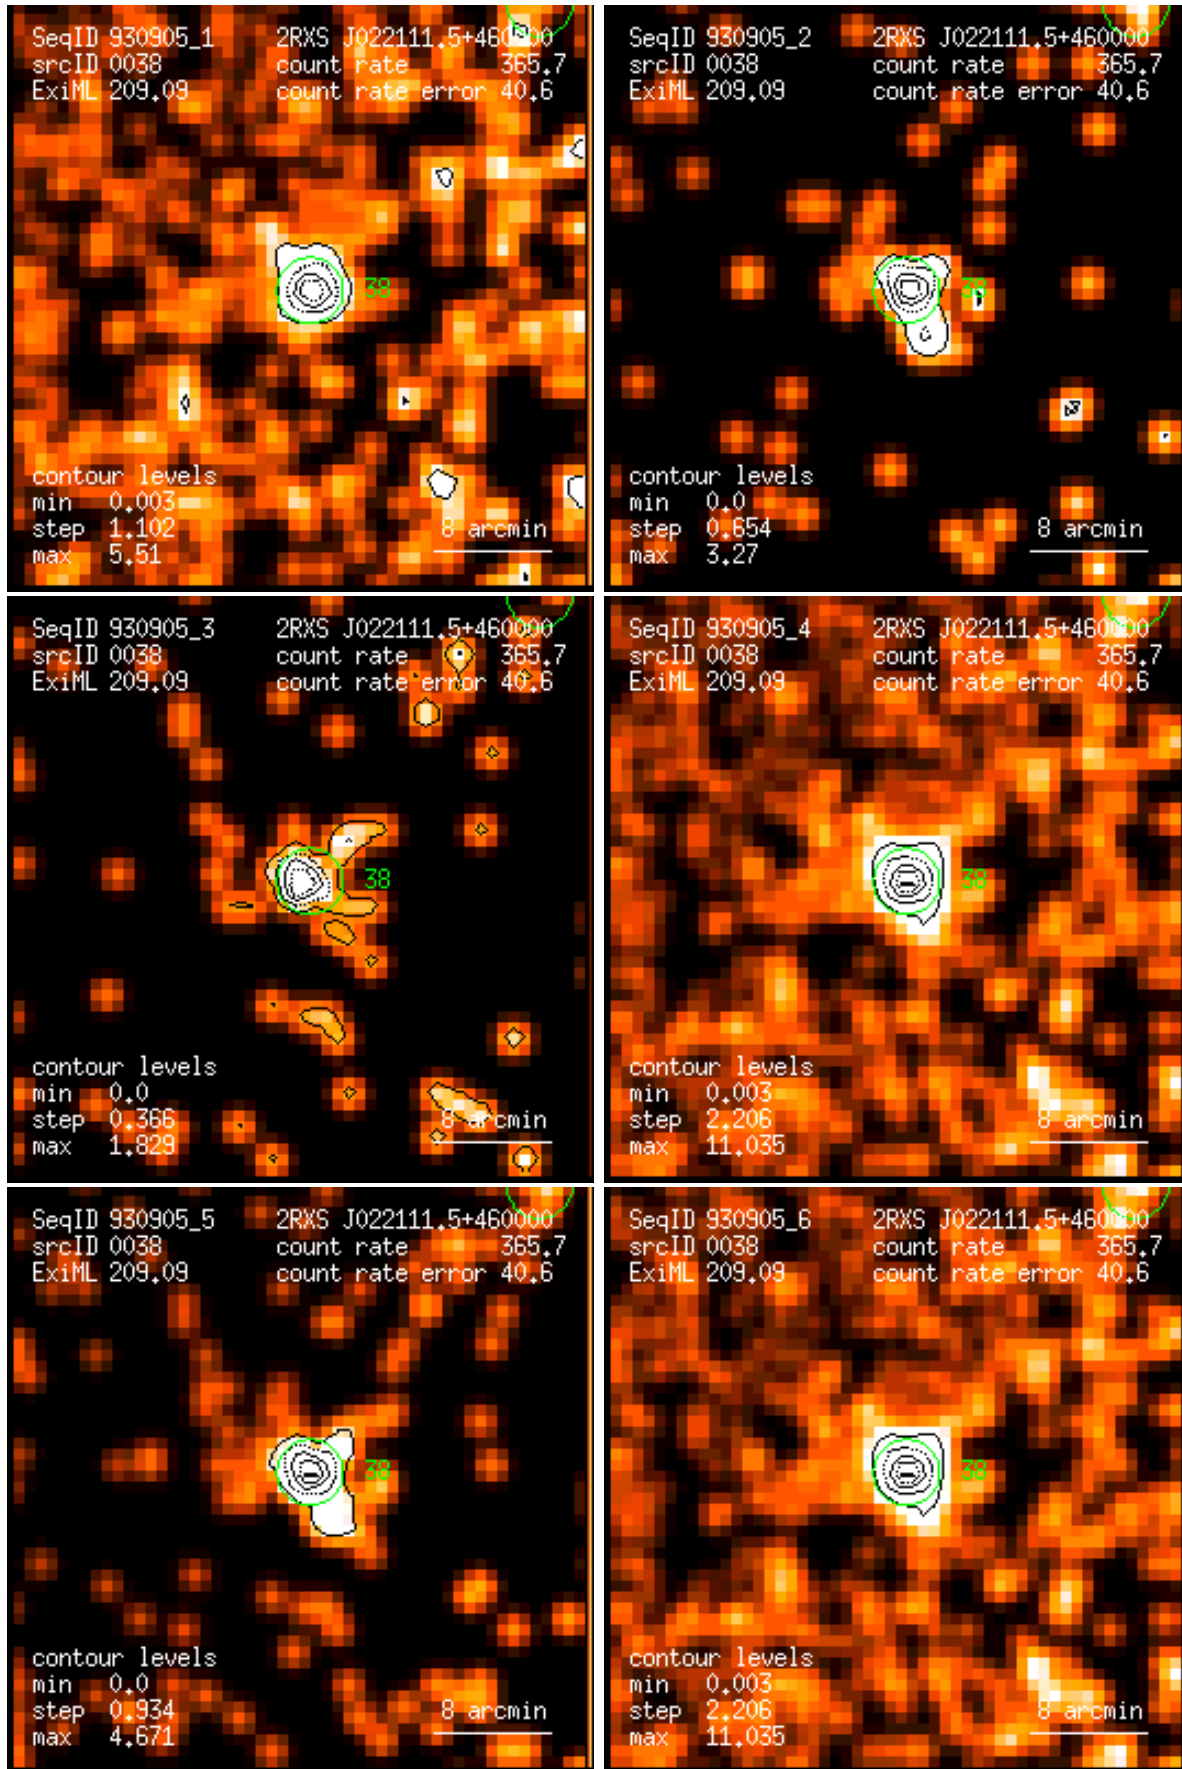 SeqID 930905_1 2RXS J022111.5+460000
srcID 0038 count rate 365.7
ExiML 209.09 count rate error 40.6
38
contour levels
min 0.003
step 1.102 8 arcmin
max 5.51
SeqID 930905_2 2RXS J022111.5+460000
srcID 0038 count rate 365.7
ExiML 209.09 count rate error 40.6
38
contour levels
min 0.0
step 0.654 8 arcmin
max 3.27
SeqID 930905_3 2RXS J022111.5+460000
srcID 0038 count rate 365.7
ExiML 209.09 count rate error 40.6
38
contour levels
min 0.0
step 0.366 8 arcmin
max 1.829
SeqID 930905_4 2RXS J022111.5+460000
srcID 0038 count rate 365.7
ExiML 209.09 count rate error 40.6
38
contour levels
min 0.003
step 2.206 8 arcmin
max 11.035
SeqID 930905_5 2RXS J022111.5+460000
srcID 0038 count rate 365.7
ExiML 209.09 count rate error 40.6
38
contour levels
min 0.0
step 0.934 8 arcmin
max 4.671
SeqID 930905_6 2RXS J022111.5+460000
srcID 0038 count rate 365.7
ExiML 209.09 count rate error 40.6
38
contour levels
min 0.003
step 2.206 8 arcmin
max 11.035